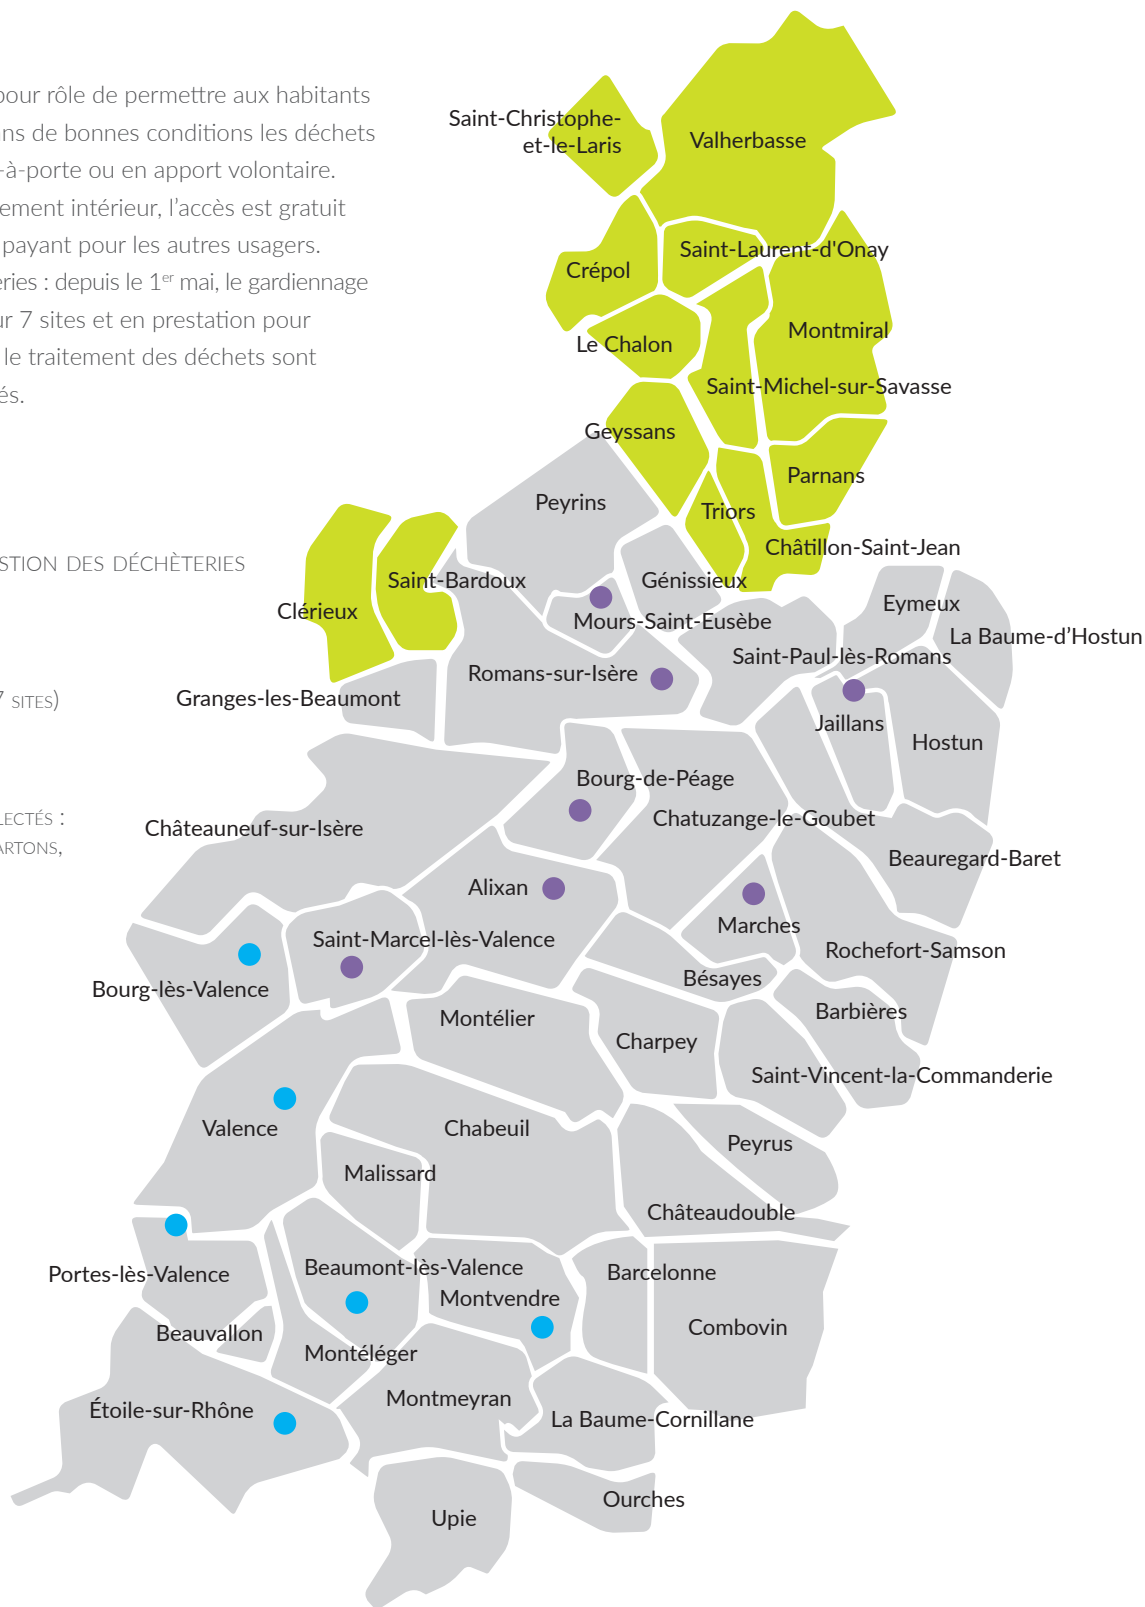 pour rôle de permettre aux habitants
ns de bonnes conditions les déchets
-à-porte ou en apport volontaire.
ement intérieur, l’accès est gratuit
payant pour les autres usagers.
eries : depuis le 1er mai, le gardiennage
ur 7 sites et en prestation pour
le traitement des déchets sont
és.
STION DES DÉCHÈTERIES
7 SITES)
LECTÉS :
ARTONS,
Saint-Christophe-
et-le-Laris
Valherbasse
Saint-Laurent-d'Onay
Crépol
Montmiral
Le Chalon
Saint-Michel-sur-Savasse
Geyssans
Parnans
Peyrins
Triors
Châtillon-Saint-Jean
Saint-Bardoux
Génissieux
Clérieux
Eymeux
Mours-Saint-Eusèbe
La Baume-d’Hostun
Saint-Paul-lès-Romans
Romans-sur-Isère
Granges-les-Beaumont
Jaillans
Hostun
Bourg-de-Péage
Chatuzange-le-Goubet
Châteauneuf-sur-Isère
Beauregard-Baret
Alixan
Marches
Saint-Marcel-lès-Valence
Rochefort-Samson
Bésayes
Bourg-lès-Valence
Barbières
Montélier
Charpey
Saint-Vincent-la-Commanderie
Valence
Chabeuil
Peyrus
Malissard
Châteaudouble
Beaumont-lès-Valence
Barcelonne
Portes-lès-Valence
Montvendre
Combovin
Beauvallon
Montéléger
Montmeyran
Étoile-sur-Rhône
La Baume-Cornillane
Ourches
Upie